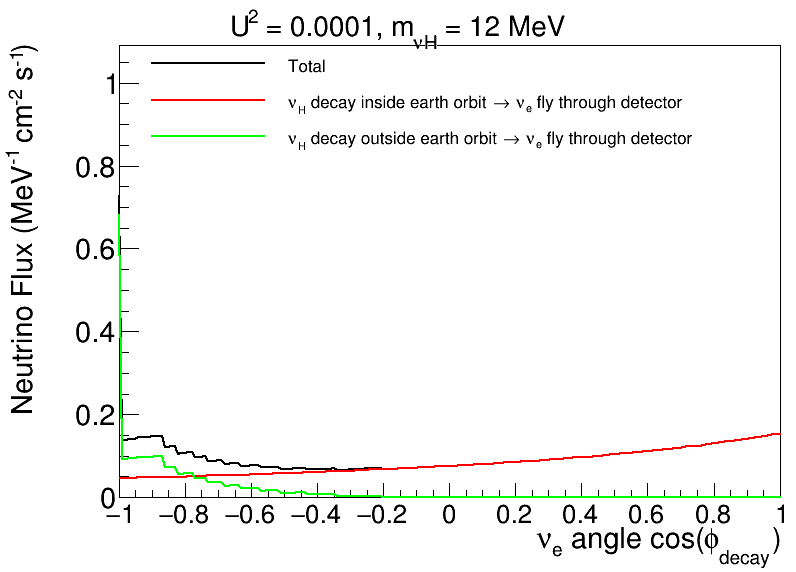 U² = 0.0001, m_νH = 12 MeV
Total
ν_H decay inside earth orbit → ν_e fly through detector
ν_H decay outside earth orbit → ν_e fly through detector
Neutrino Flux (MeV⁻¹ cm⁻² s⁻¹)
1
0.8
0.6
0.4
0.2
0
−1 −0.8 −0.6 −0.4 −0.2 0 0.2 0.4 0.6 0.8 1
ν_e angle cos(ϕ_decay)